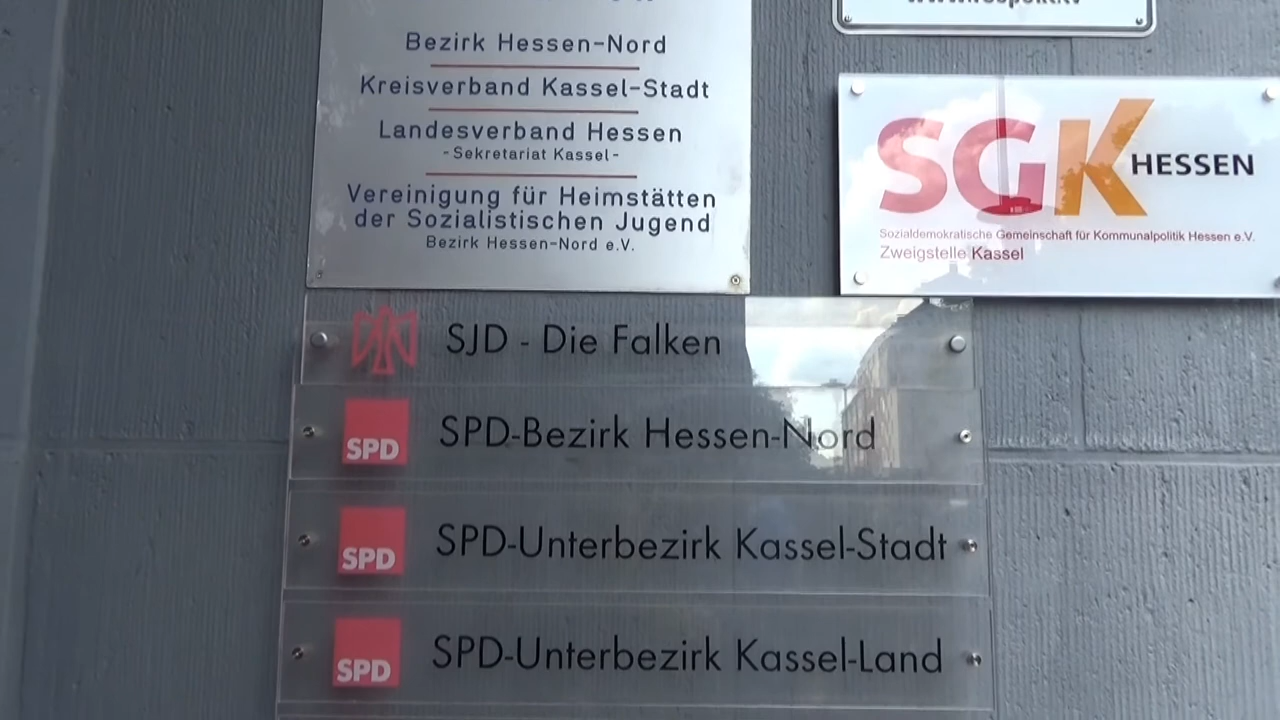 Bezirk Hessen-Nord
Kreisverband Kassel-Stadt
Landesverband Hessen
-Sekretariat Kassel-
Vereinigung für Heimstätten
der Sozialistischen Jugend
Bezirk Hessen-Nord e.V.
SGK HESSEN
Sozialdemokratische Gemeinschaft für Kommunalpolitik Hessen e.V.
Zweigstelle Kassel
SJD - Die Falken
SPD SPD-Bezirk Hessen-Nord
SPD SPD-Unterbezirk Kassel-Stadt
SPD SPD-Unterbezirk Kassel-Land